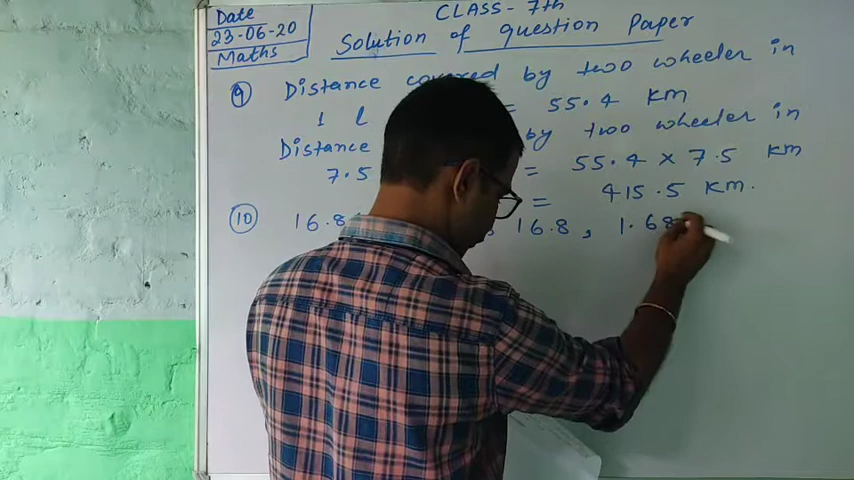 Date
23-06-20
Maths
CLASS-7th
Solution of question Paper
9 Distance covered by two wheeler in
1 l = 55.4 KM
Distance by two wheeler in
7.5 = 55.4 x 7.5 KM
= 415.5 KM.
10 16.8 16.8, 1.68